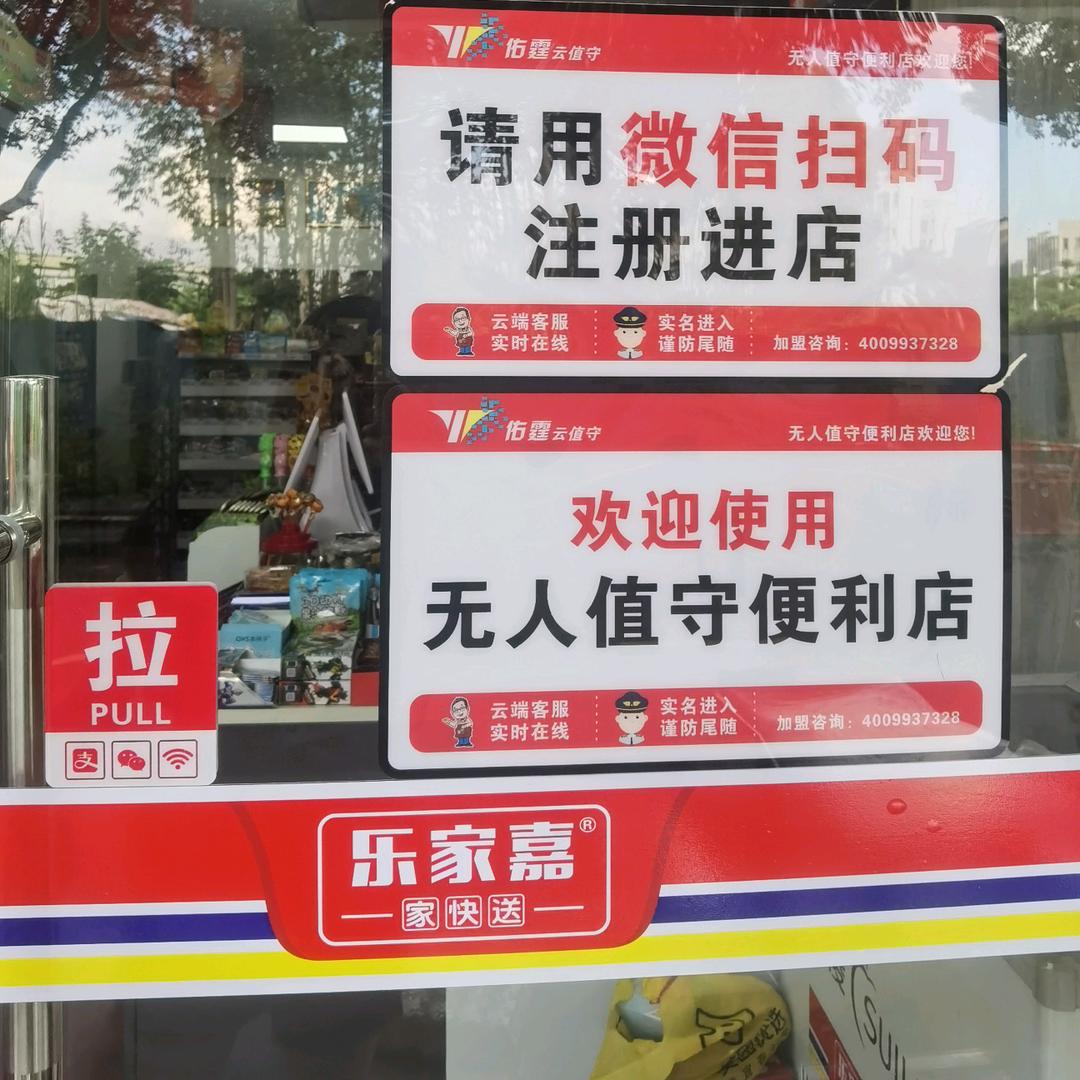 佑霆云值守
无人值守便利店欢迎您!
请用微信扫码
注册进店
云端客服
实时在线
实名进入
谨防尾随
加盟咨询：4009937328
佑霆云值守
无人值守便利店欢迎您!
欢迎使用
无人值守便利店
云端客服
实时在线
实名进入
谨防尾随
加盟咨询：4009937328
拉
PULL
支
乐家嘉®
家快送